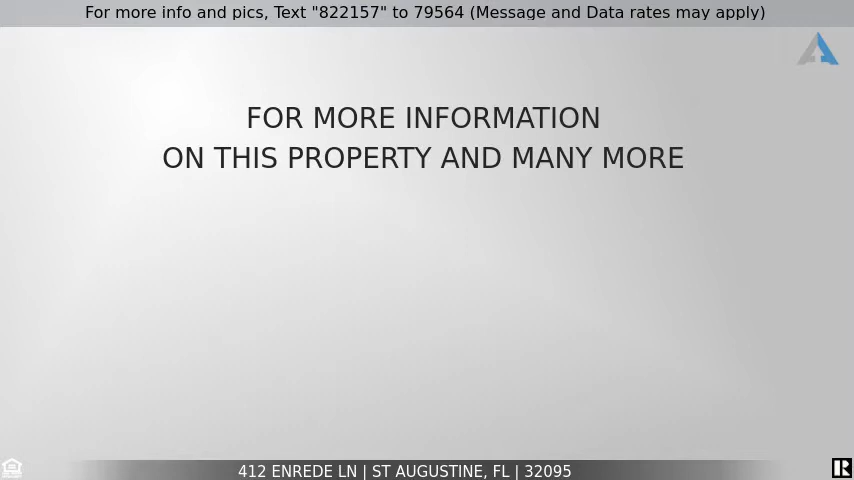 For more info and pics, Text "822157" to 79564 (Message and Data rates may apply)
FOR MORE INFORMATION
ON THIS PROPERTY AND MANY MORE
412 ENREDE LN | ST AUGUSTINE, FL | 32095